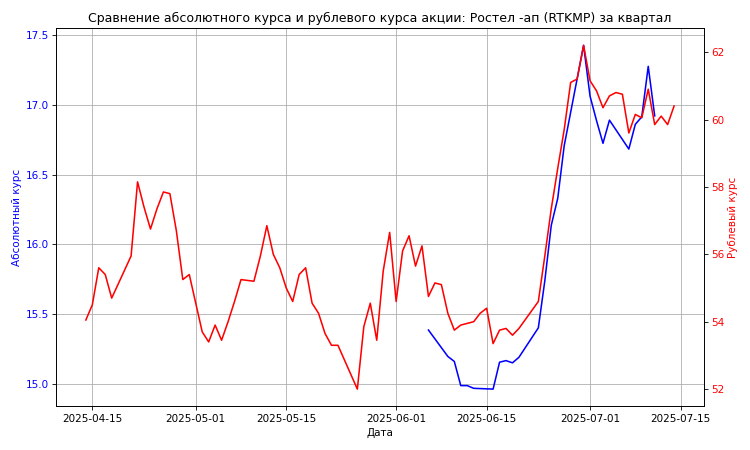 Сравнение абсолютного курса и рублевого курса акции: Ростел -ап (RTKMP) за квартал
17.5
17.0
16.5
16.0
15.5
15.0
Абсолютный курс
62
60
58
56
54
52
Рублевый курс
2025-04-15 2025-05-01 2025-05-15 2025-06-01 2025-06-15 2025-07-01 2025-07-15
Дата